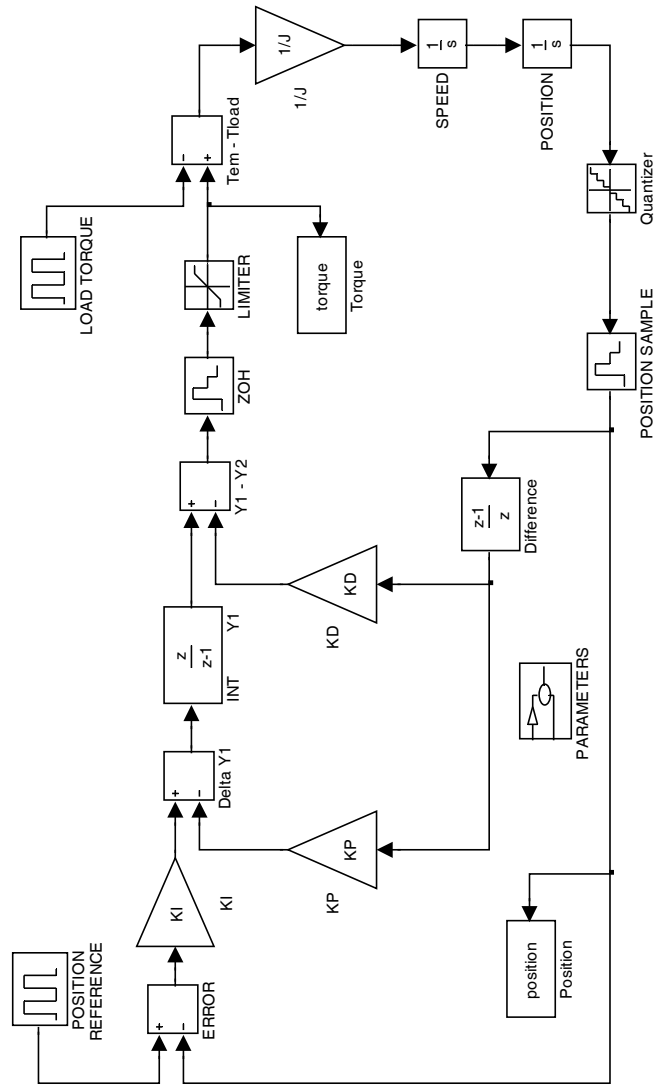 POSITION
REFERENCE
+
−
ERROR
KI
KI
+
−
Delta Y1
z
z-1
INT
Y1
+
−
Y1 - Y2
ZOH
LIMITER
LOAD TORQUE
−
+
Tem - Tload
1/J
1/J
torque
Torque
1
s
SPEED
1
s
POSITION
Quantizer
POSITION SAMPLE
z-1
z
Difference
KD
KD
KP
KP
PARAMETERS
position
Position